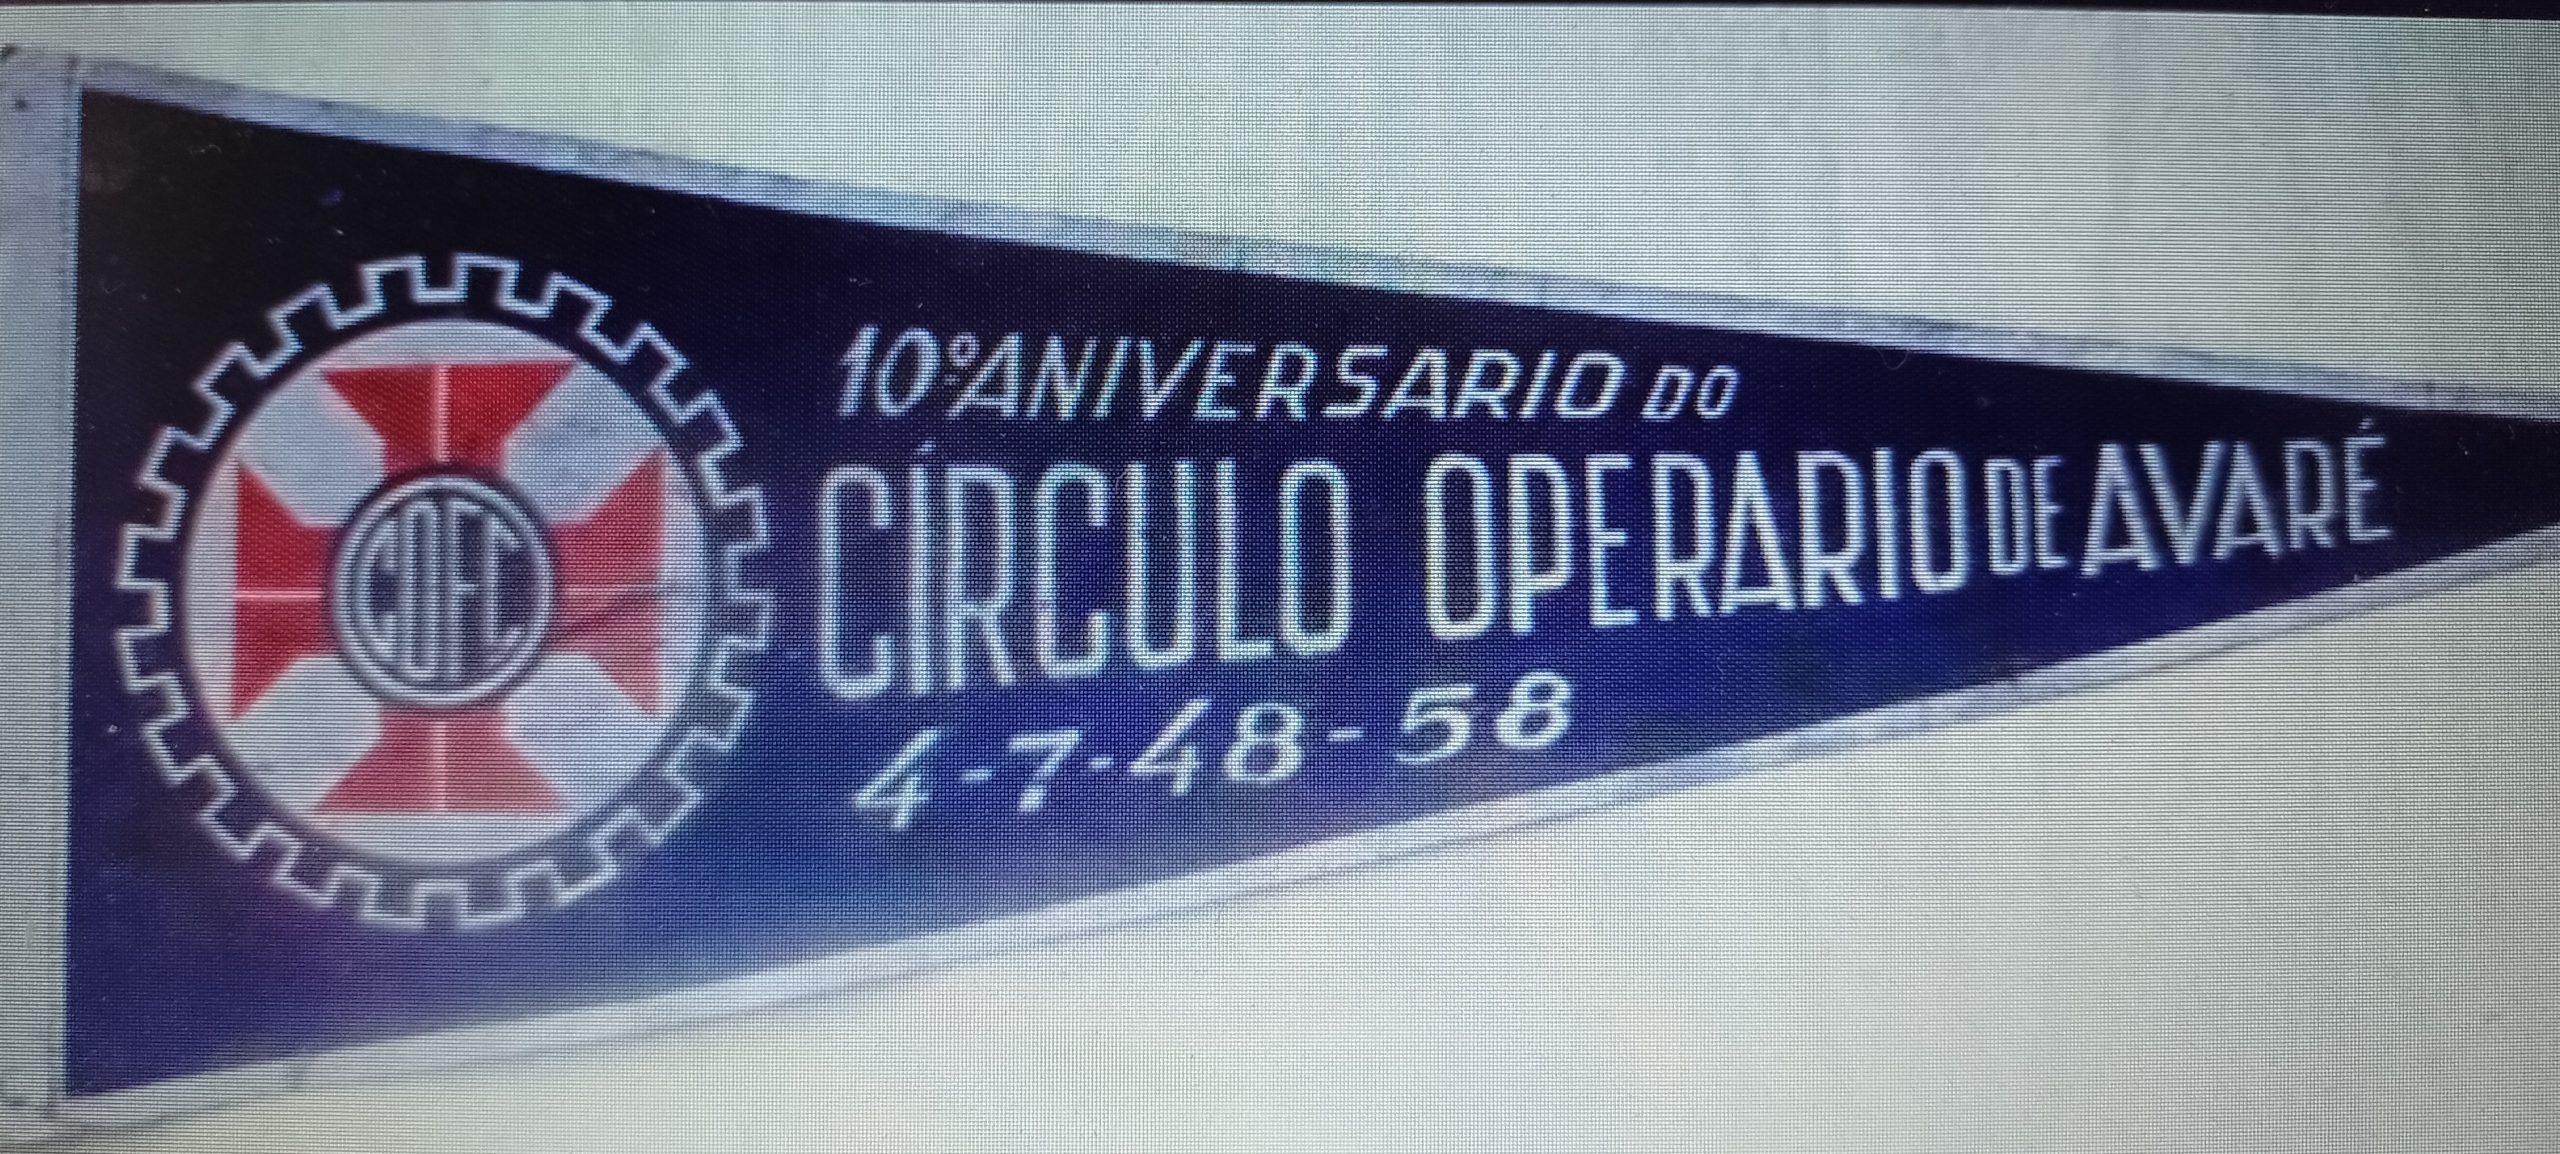 10º ANIVERSARIO DO
CÍRCULO OPERARIO DE AVARÉ
4-7-48-58
COFC